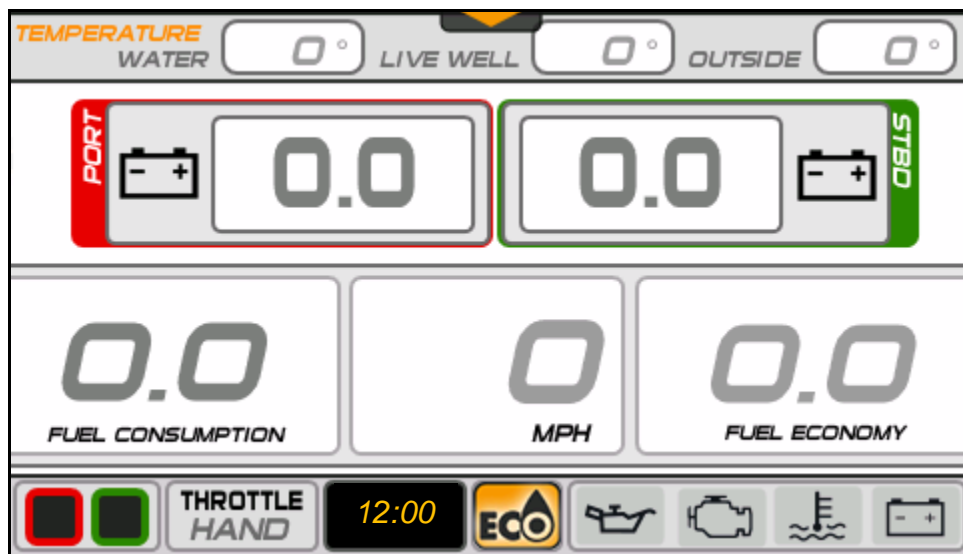 TEMPERATURE
WATER 0° LIVE WELL 0° OUTSIDE 0°
PORT - + 0.0 0.0 - + STBD
0.0 0 0.0
FUEL CONSUMPTION MPH FUEL ECONOMY
THROTTLE
HAND
12:00
ECO
- +